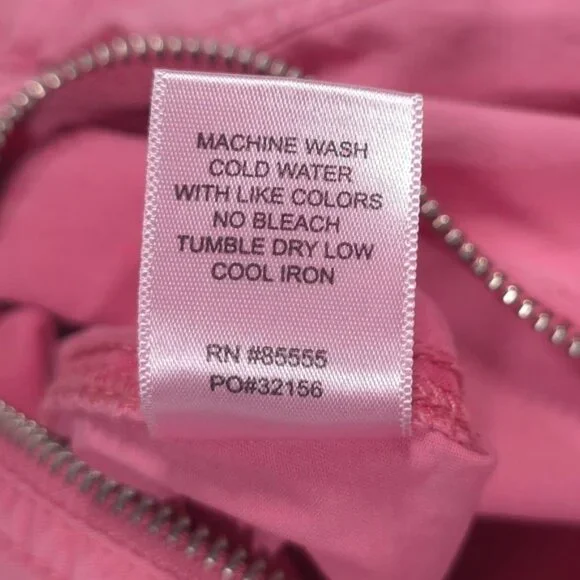 MACHINE WASH
COLD WATER
WITH LIKE COLORS
NO BLEACH
TUMBLE DRY LOW
COOL IRON
RN #85555
PO#32156